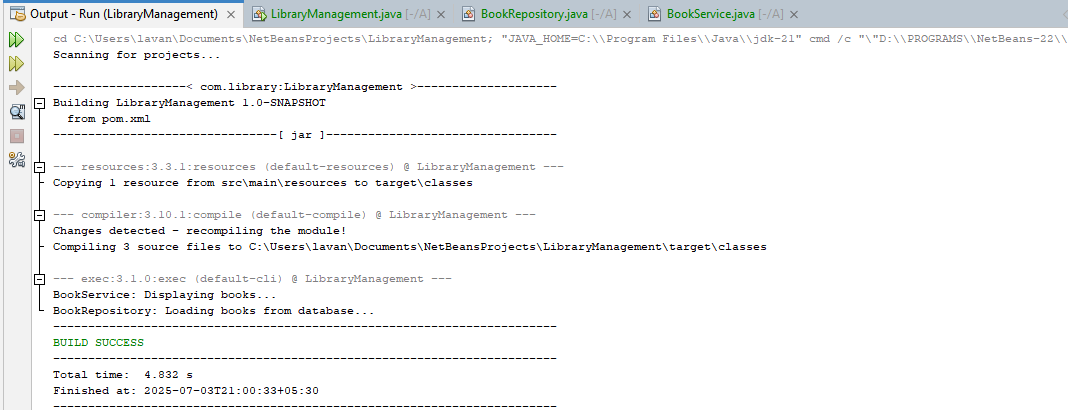 Output - Run (LibraryManagement) × LibraryManagement.java [-/A] × BookRepository.java [-/A] × BookService.java [-/A] ×
cd C:\Users\lavan\Documents\NetBeansProjects\LibraryManagement; "JAVA_HOME=C:\\Program Files\\Java\\jdk-21" cmd /c "\"D:\\PROGRAMS\\NetBeans-22\\
Scanning for projects...
-------------------< com.library:LibraryManagement >--------------------
Building LibraryManagement 1.0-SNAPSHOT
from pom.xml
--------------------------------[ jar ]---------------------------------
--- resources:3.3.1:resources (default-resources) @ LibraryManagement ---
Copying 1 resource from src\main\resources to target\classes
--- compiler:3.10.1:compile (default-compile) @ LibraryManagement ---
Changes detected - recompiling the module!
Compiling 3 source files to C:\Users\lavan\Documents\NetBeansProjects\LibraryManagement\target\classes
--- exec:3.1.0:exec (default-cli) @ LibraryManagement ---
BookService: Displaying books...
BookRepository: Loading books from database...
------------------------------------------------------------------------
BUILD SUCCESS
------------------------------------------------------------------------
Total time:  4.832 s
Finished at: 2025-07-03T21:00:33+05:30
------------------------------------------------------------------------